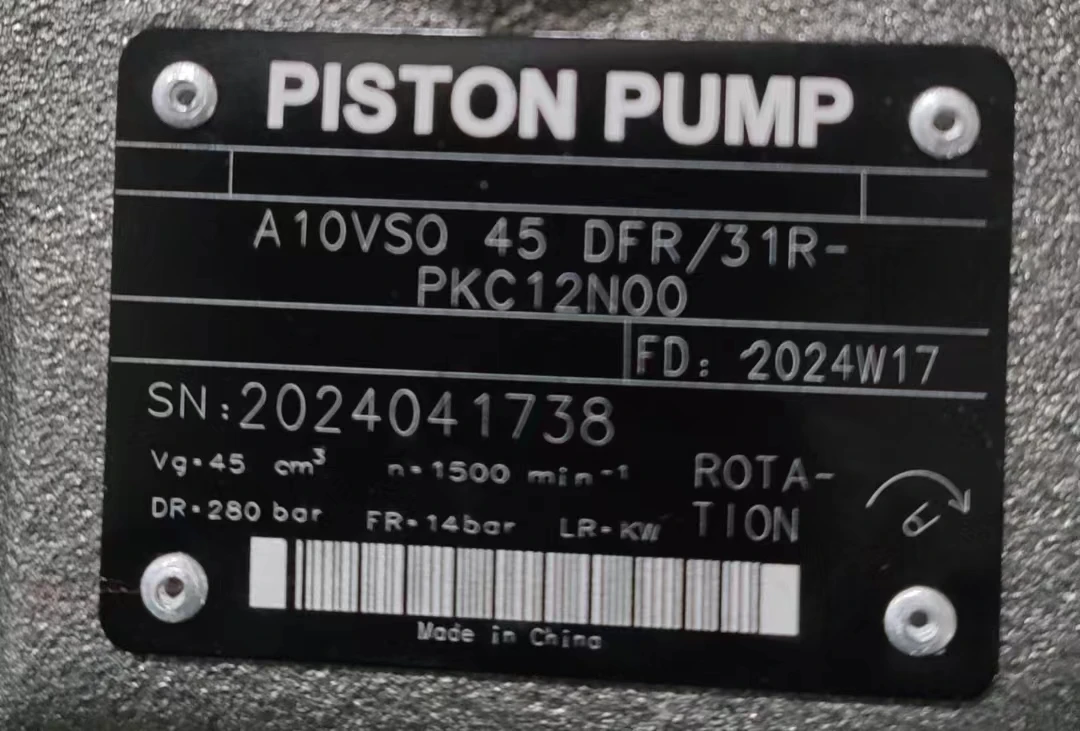 PISTON PUMP
A10VSO 45 DFR/31R-
PKC12N00
FD: 2024W17
SN:2024041738
Vg=45 cm³ n=1500 min⁻¹ ROTA-
DR=280 bar FR=14bar LR=KW TION
Made in China